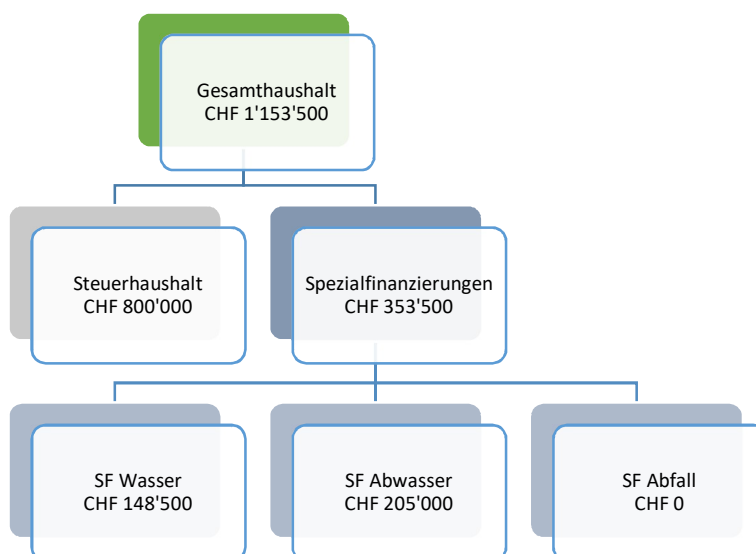 Gesamthaushalt
CHF 1'153'500
Steuerhaushalt
CHF 800'000
Spezialfinanzierungen
CHF 353'500
SF Wasser
CHF 148'500
SF Abwasser
CHF 205'000
SF Abfall
CHF 0